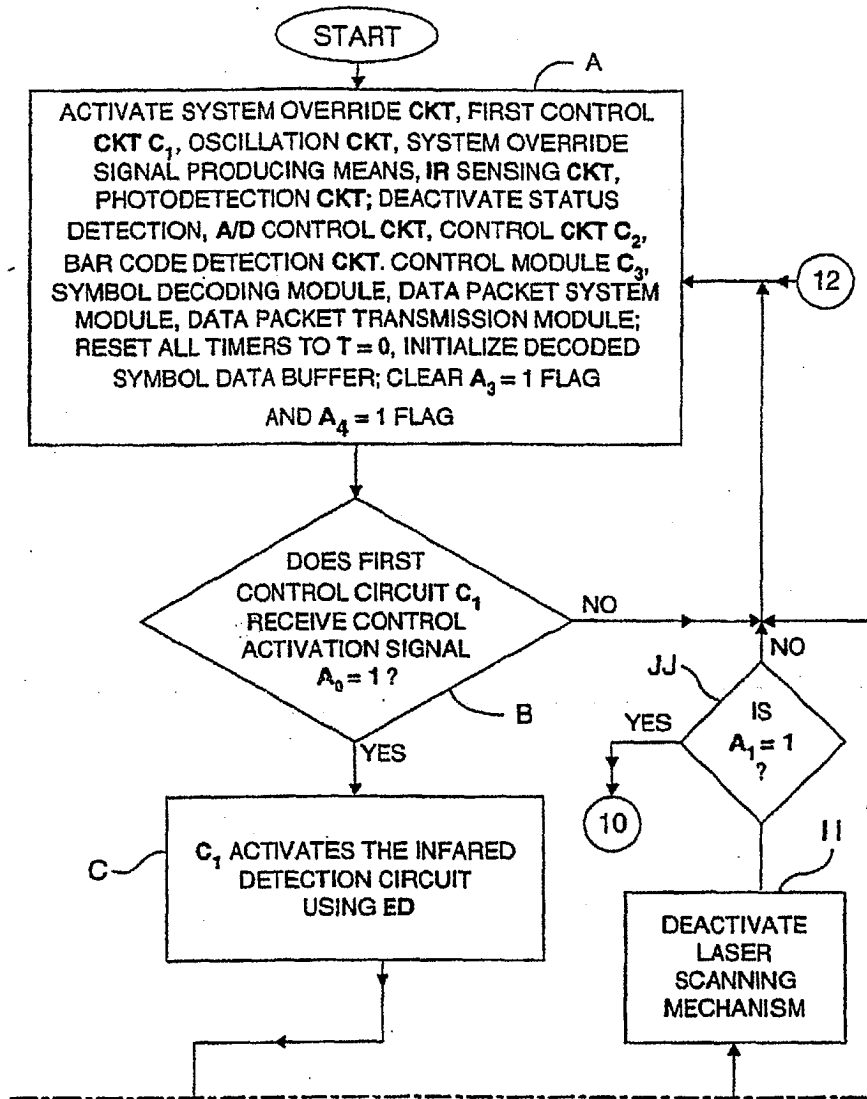 START
A
ACTIVATE SYSTEM OVERRIDE CKT, FIRST CONTROL
CKT C₁, OSCILLATION CKT, SYSTEM OVERRIDE
SIGNAL PRODUCING MEANS, IR SENSING CKT,
PHOTODETECTION CKT; DEACTIVATE STATUS
DETECTION, A/D CONTROL CKT, CONTROL CKT C₂,
BAR CODE DETECTION CKT. CONTROL MODULE C₃,
SYMBOL DECODING MODULE, DATA PACKET SYSTEM
MODULE, DATA PACKET TRANSMISSION MODULE;
RESET ALL TIMERS TO T = 0, INITIALIZE DECODED
SYMBOL DATA BUFFER; CLEAR A₃ = 1 FLAG
AND A₄ = 1 FLAG
12
DOES FIRST
CONTROL CIRCUIT C₁
RECEIVE CONTROL
ACTIVATION SIGNAL
A₀ = 1 ?
NO
B
YES
NO
JJ
IS
A₁ = 1
?
YES
10
C
C₁ ACTIVATES THE INFARED
DETECTION CIRCUIT
USING ED
II
DEACTIVATE
LASER
SCANNING
MECHANISM